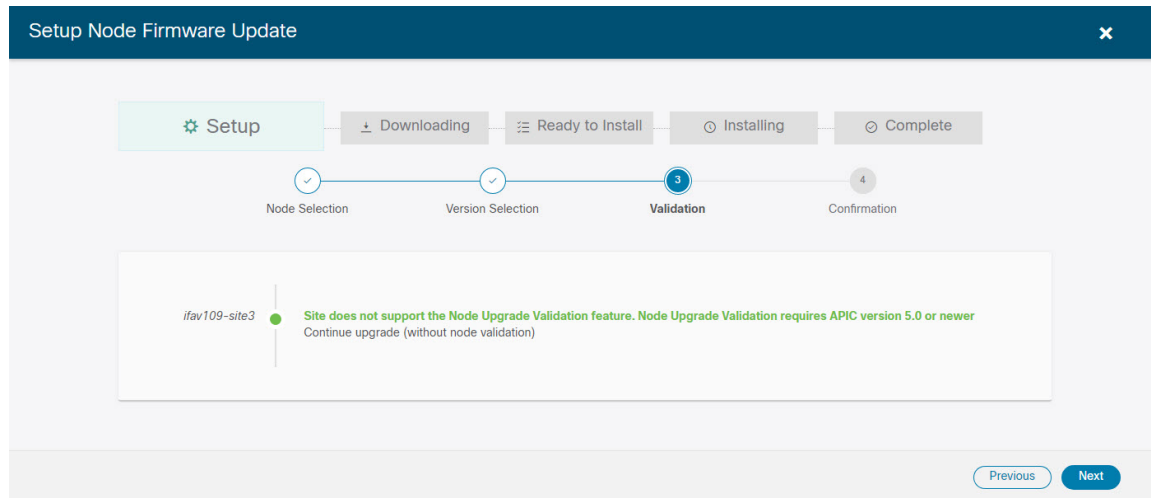 Setup Node Firmware Update
Setup
Downloading
Ready to Install
Installing
Complete
3
4
Node Selection
Version Selection
Validation
Confirmation
ifav109-site3
Site does not support the Node Upgrade Validation feature. Node Upgrade Validation requires APIC version 5.0 or newer
Continue upgrade (without node validation)
Previous
Next